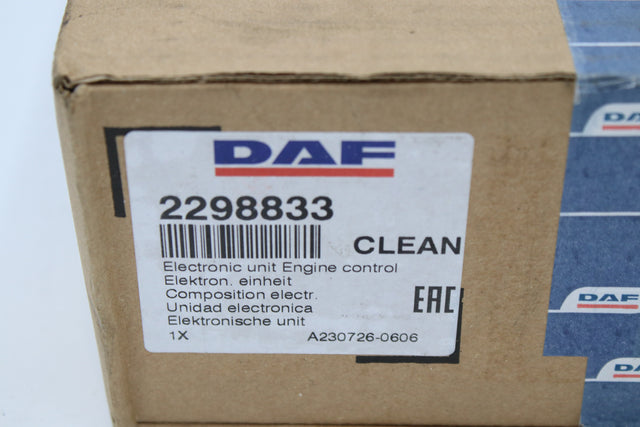 DAF
2298833
CLEAN
Electronic unit Engine control
Elektron. einheit
Composition electr.
Unidad electronica
Elektronische unit
EAC
1X A230726-0606
DAF
DAF
DAF